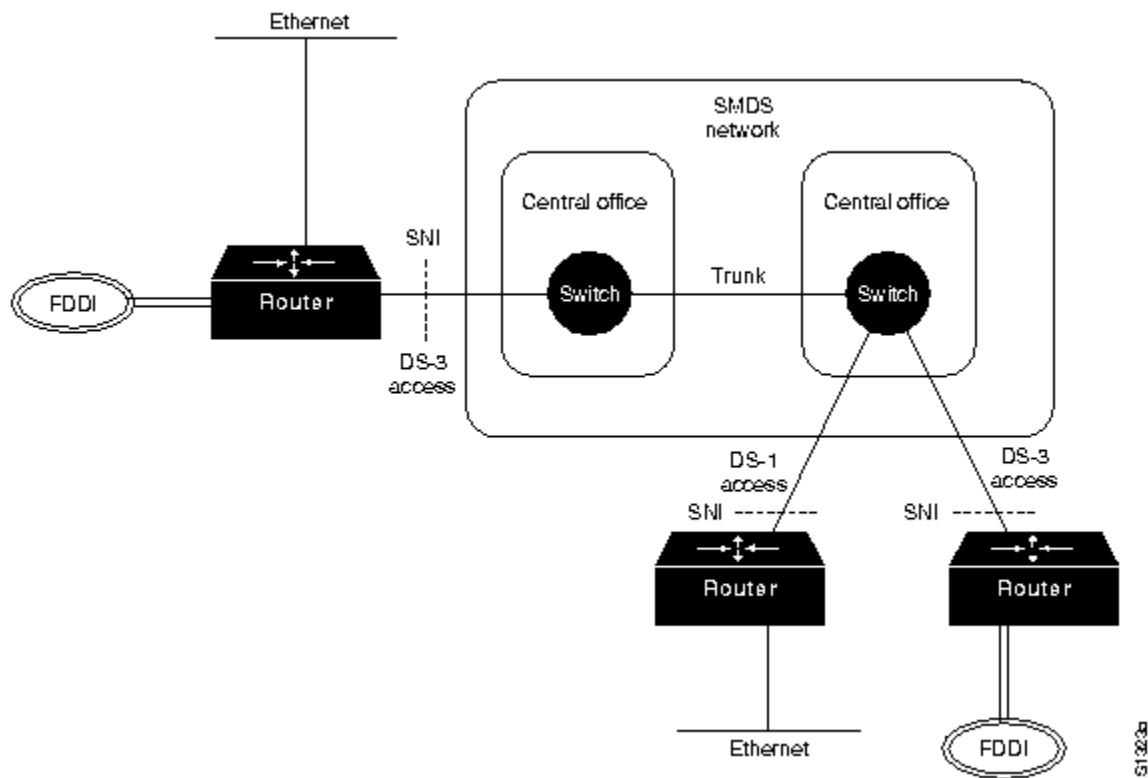 Ethernet
SMDS
network
Central office
Central office
SNI
Switch
Trunk
Switch
FDDI
Router
DS-3
access
DS-1
access
DS-3
access
SNI
SNI
Router
Router
Ethernet
FDDI